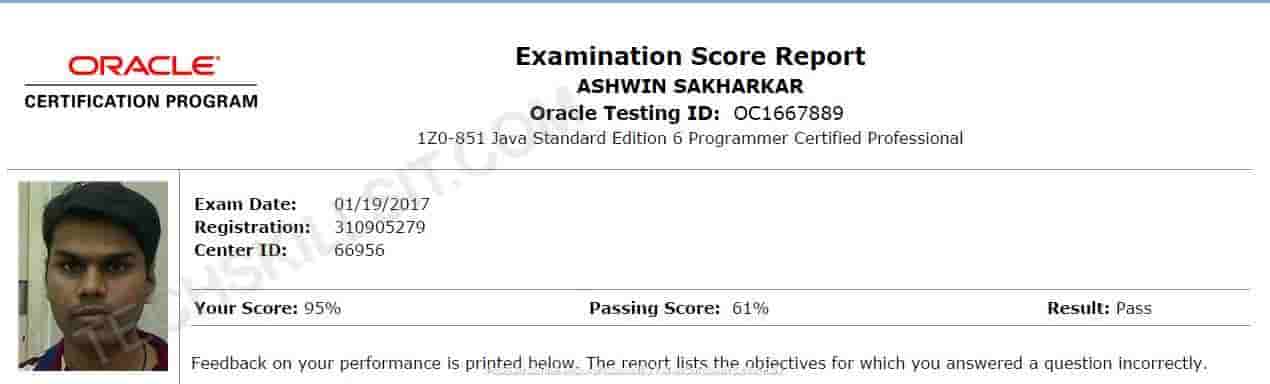 ORACLE®
CERTIFICATION PROGRAM
Examination Score Report
ASHWIN SAKHARKAR
Oracle Testing ID: OC1667889
1Z0-851 Java Standard Edition 6 Programmer Certified Professional
Exam Date: 01/19/2017
Registration: 310905279
Center ID: 66956
Your Score: 95% Passing Score: 61% Result: Pass
Feedback on your performance is printed below. The report lists the objectives for which you answered a question incorrectly.